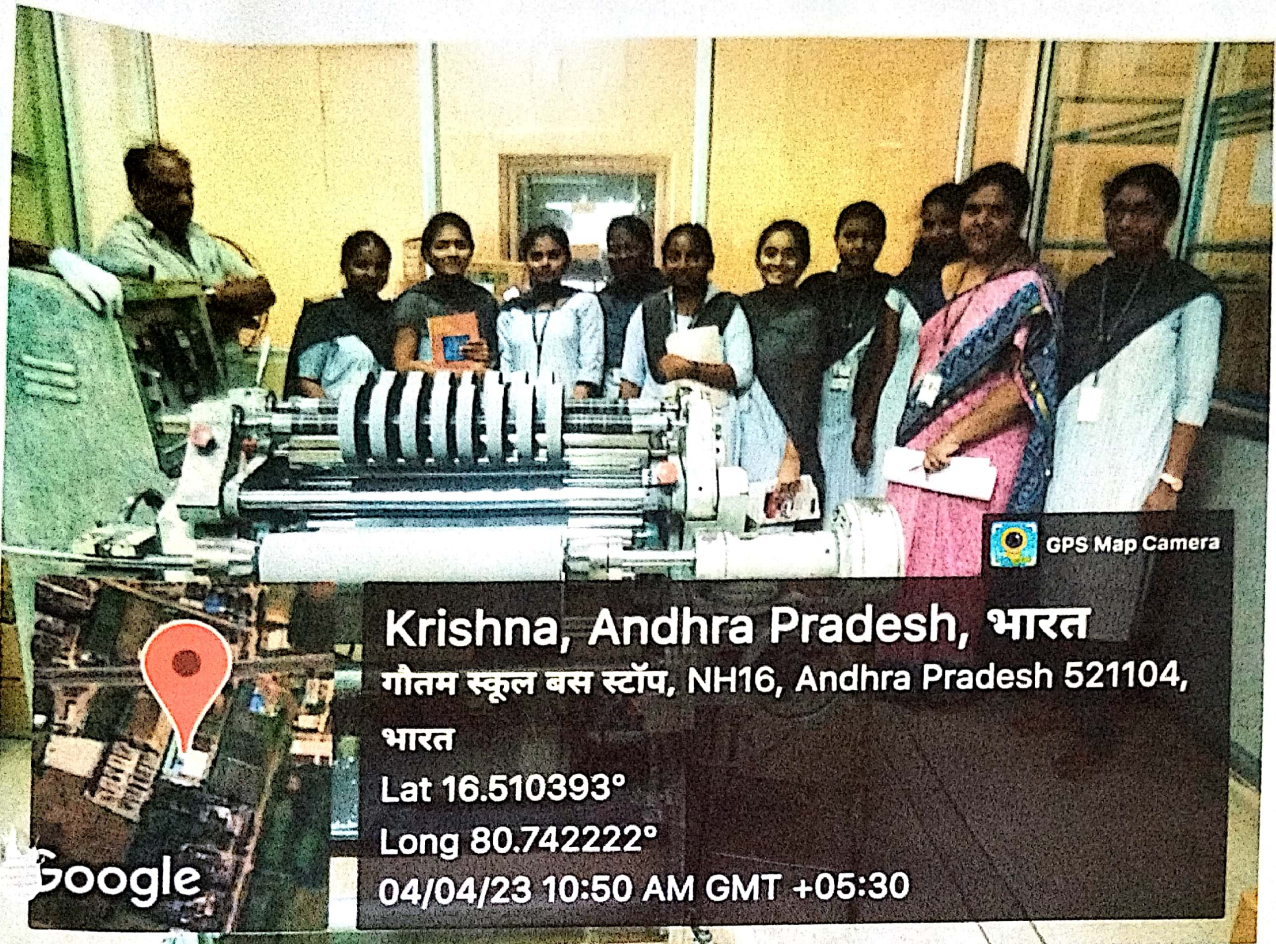 GPS Map Camera
Krishna, Andhra Pradesh, भारत
गौतम स्कूल बस स्टॉप, NH16, Andhra Pradesh 521104,
भारत
Lat 16.510393°
Long 80.742222°
04/04/23 10:50 AM GMT +05:30
Google